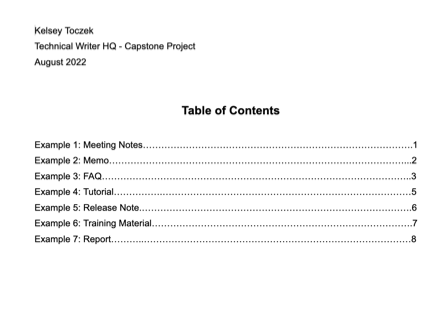 Kelsey Toczek
Technical Writer HQ - Capstone Project
August 2022
Table of Contents
Example 1: Meeting Notes……………………………………………………………………………1
Example 2: Memo………………………………………………………………………………………2
Example 3: FAQ…………………………………………………………………………………………3
Example 4: Tutorial………………………………………………………………………………………5
Example 5: Release Note………………………………………………………………………………6
Example 6: Training Material……………………………………………………………………………7
Example 7: Report………………………………………………………………………………………8